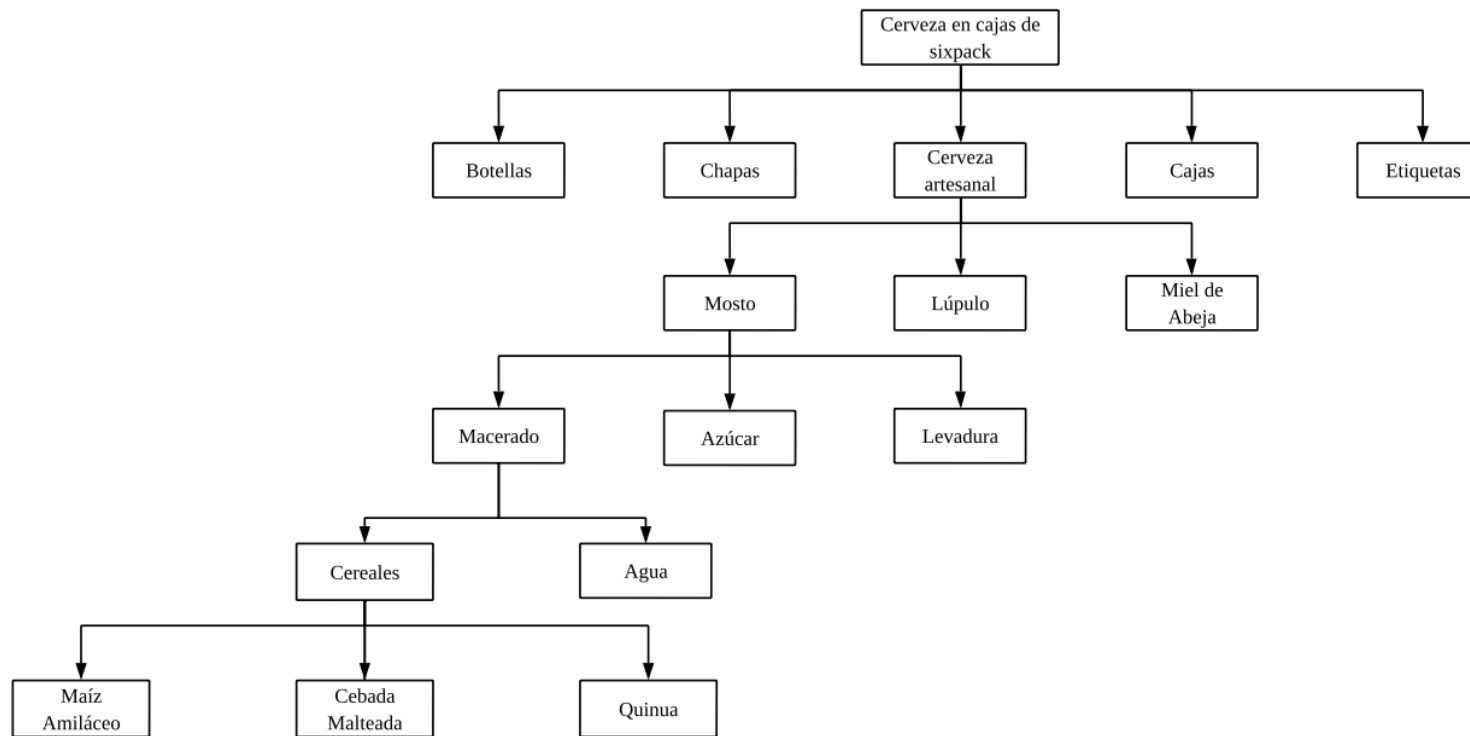 Cerveza en cajas de
sixpack
Botellas
Chapas
Cerveza
artesanal
Cajas
Etiquetas
Mosto
Lúpulo
Miel de
Abeja
Macerado
Azúcar
Levadura
Cereales
Agua
Maíz
Amiláceo
Cebada
Malteada
Quinua